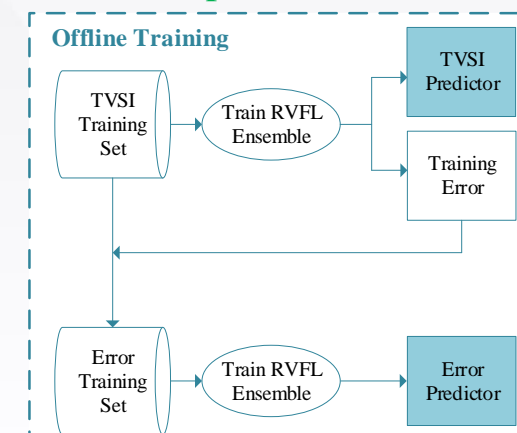 Offline Training
TVSI
Training
Set
Train RVFL
Ensemble
TVSI
Predictor
Training
Error
Error
Training
Set
Train RVFL
Ensemble
Error
Predictor